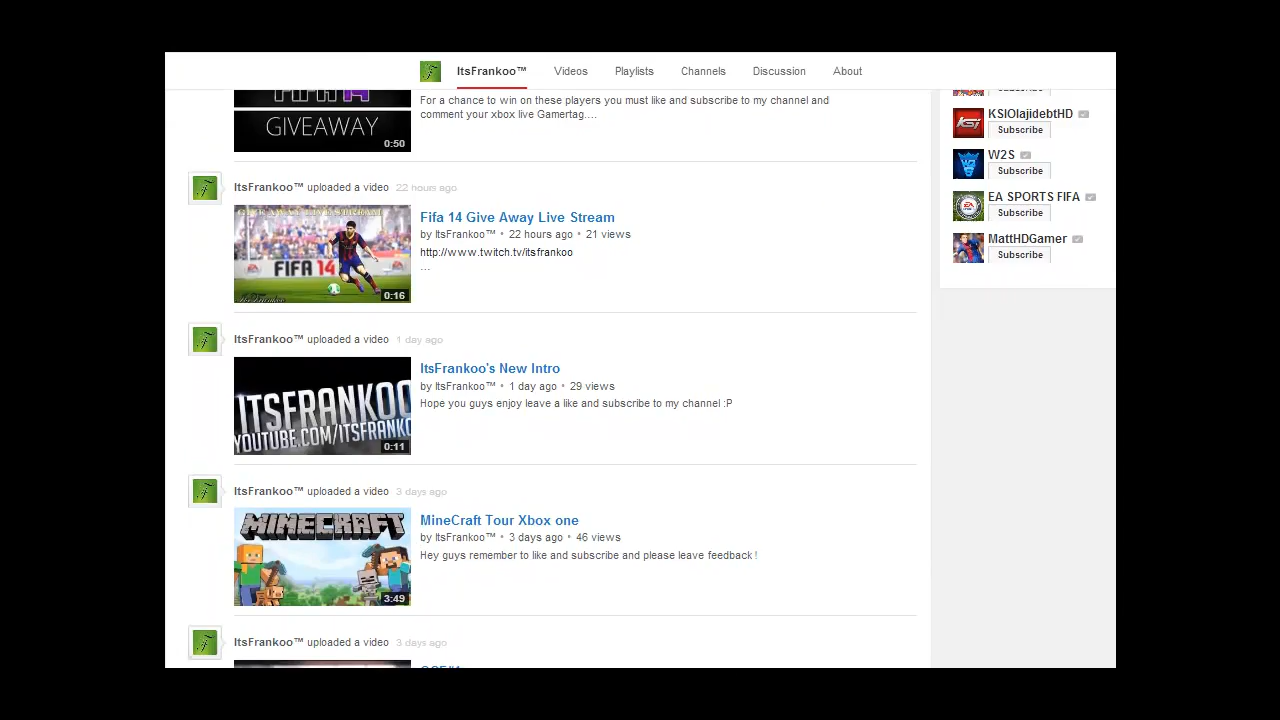 ItsFrankoo™ Videos Playlists Channels Discussion About
For a chance to win on these players you must like and subscribe to my channel and
comment your xbox live Gamertag....
GIVEAWAY
0:50
ItsFrankoo™ uploaded a video 22 hours ago
GIVE AWAY LIVE STREAM
FIFA 14
0:16
Fifa 14 Give Away Live Stream
by ItsFrankoo™ • 22 hours ago • 21 views
http://www.twitch.tv/itsfrankoo
...
ItsFrankoo™ uploaded a video 1 day ago
ITSFRANKOO
YOUTUBE.COM/ITSFRANKO
0:11
ItsFrankoo's New Intro
by ItsFrankoo™ • 1 day ago • 29 views
Hope you guys enjoy leave a like and subscribe to my channel :P
ItsFrankoo™ uploaded a video 3 days ago
MINECRAFT
3:49
MineCraft Tour Xbox one
by ItsFrankoo™ • 3 days ago • 46 views
Hey guys remember to like and subscribe and please leave feedback !
ItsFrankoo™ uploaded a video 3 days ago
Subscribe
KSIOlajidebtHD
Subscribe
W2S
Subscribe
EA SPORTS FIFA
Subscribe
MattHDGamer
Subscribe